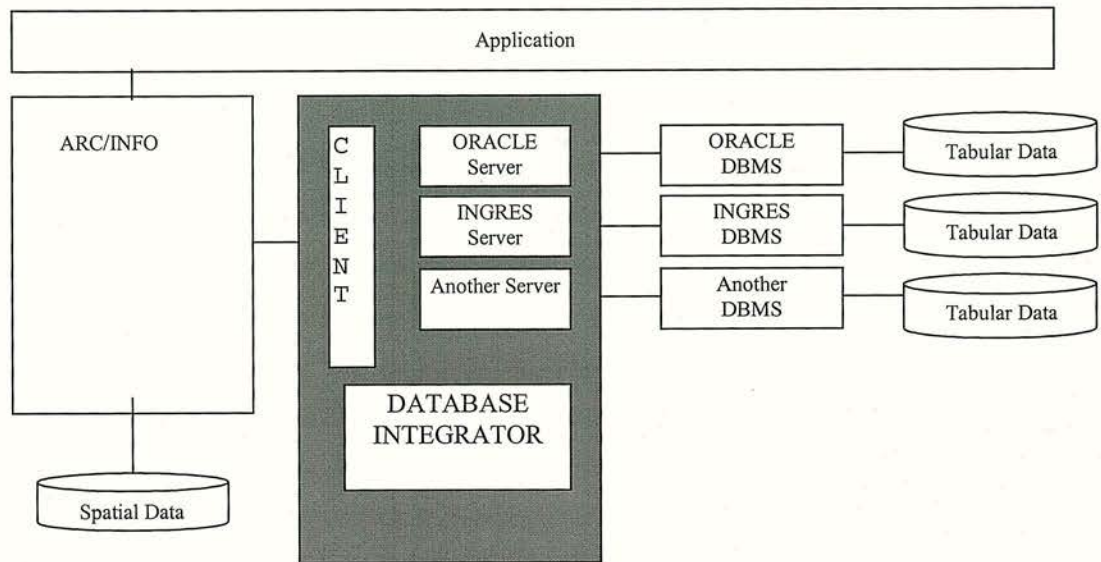 Application
ARC/INFO
CLIENT
ORACLE
Server
INGRES
Server
Another Server
DATABASE
INTEGRATOR
ORACLE
DBMS
INGRES
DBMS
Another
DBMS
Tabular Data
Tabular Data
Tabular Data
Spatial Data